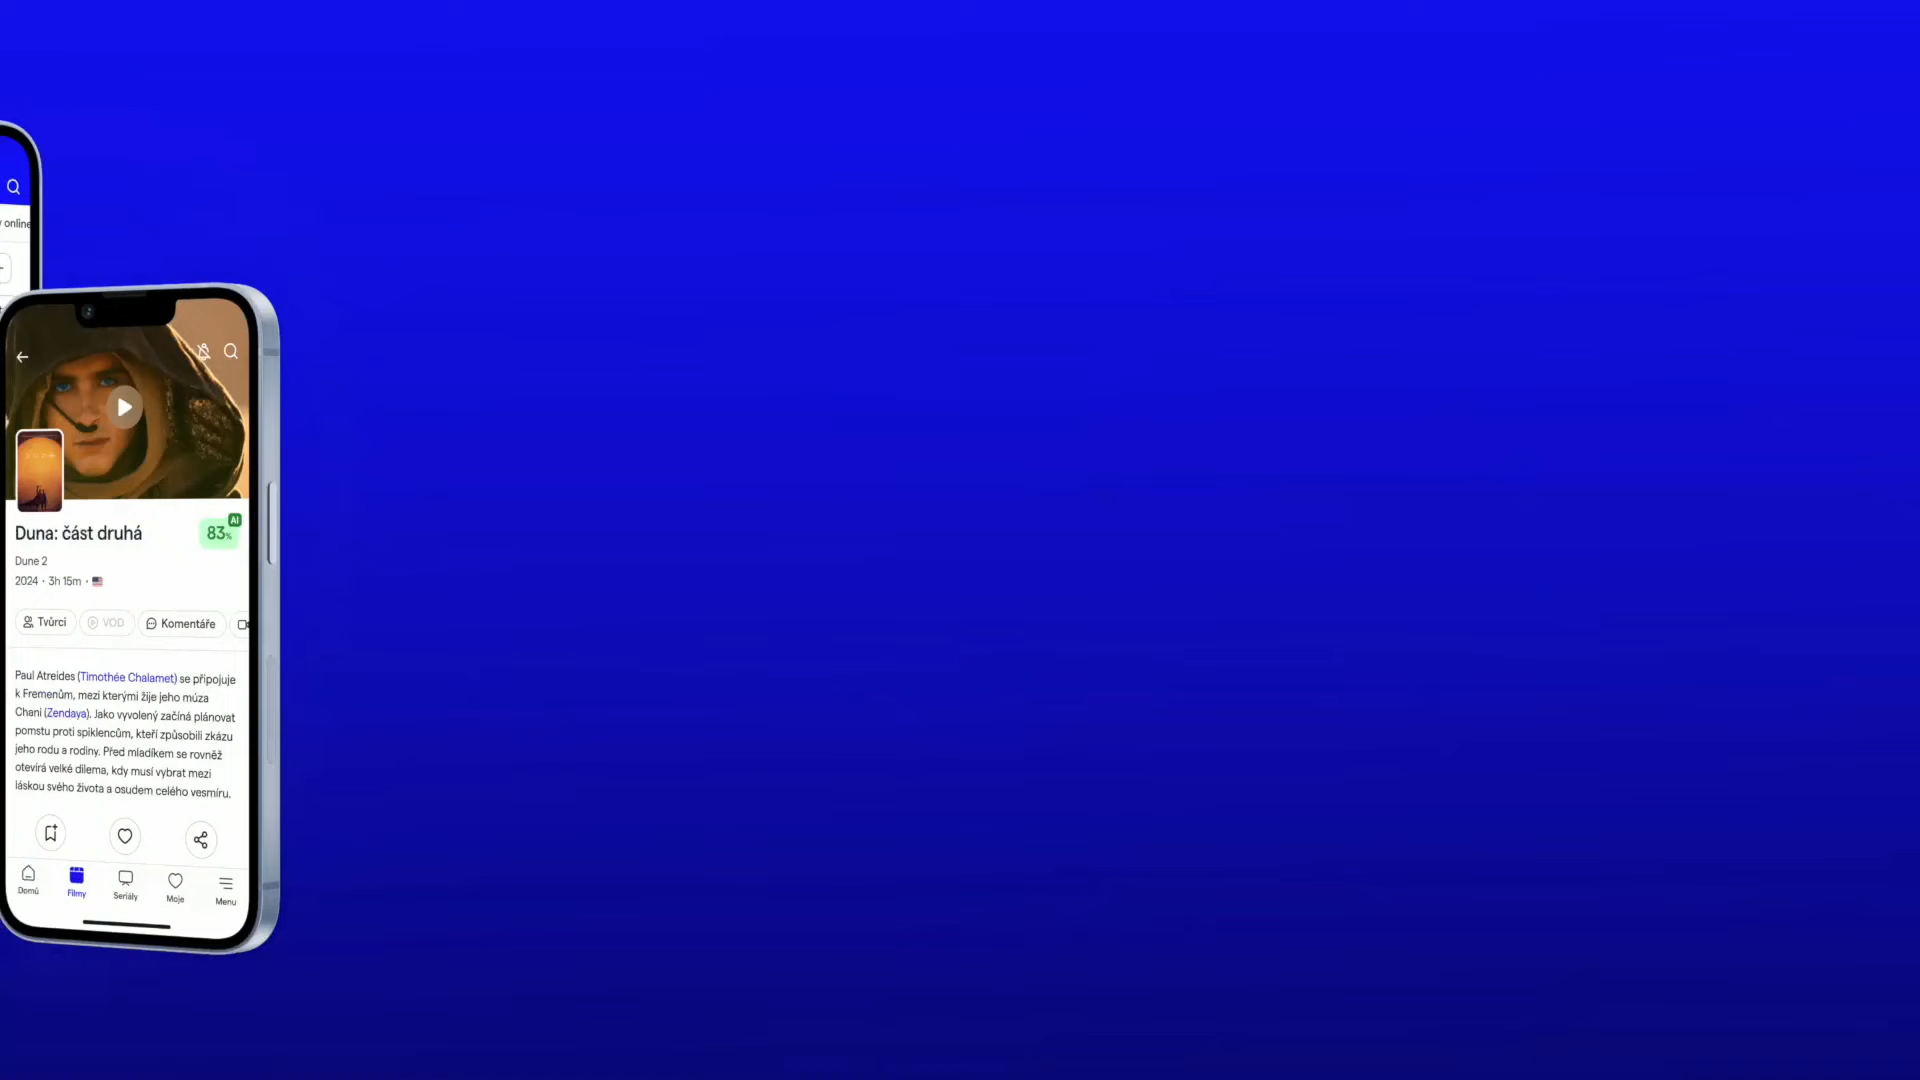 online
Duna: část druhá
83%
AI
Dune 2
2024 • 3h 15m •
Tvůrci
VOD
Komentáře
Paul Atreides (Timothée Chalamet) se připojuje
k Fremenům, mezi kterými žije jeho múza
Chani (Zendaya). Jako vyvolený začíná plánovat
pomstu proti spiklencům, kteří způsobili zkázu
jeho rodu a rodiny. Před mladíkem se rovněž
otevírá velké dilema, kdy musí vybrat mezi
láskou svého života a osudem celého vesmíru.
Domů
Filmy
Seriály
Moje
Menu